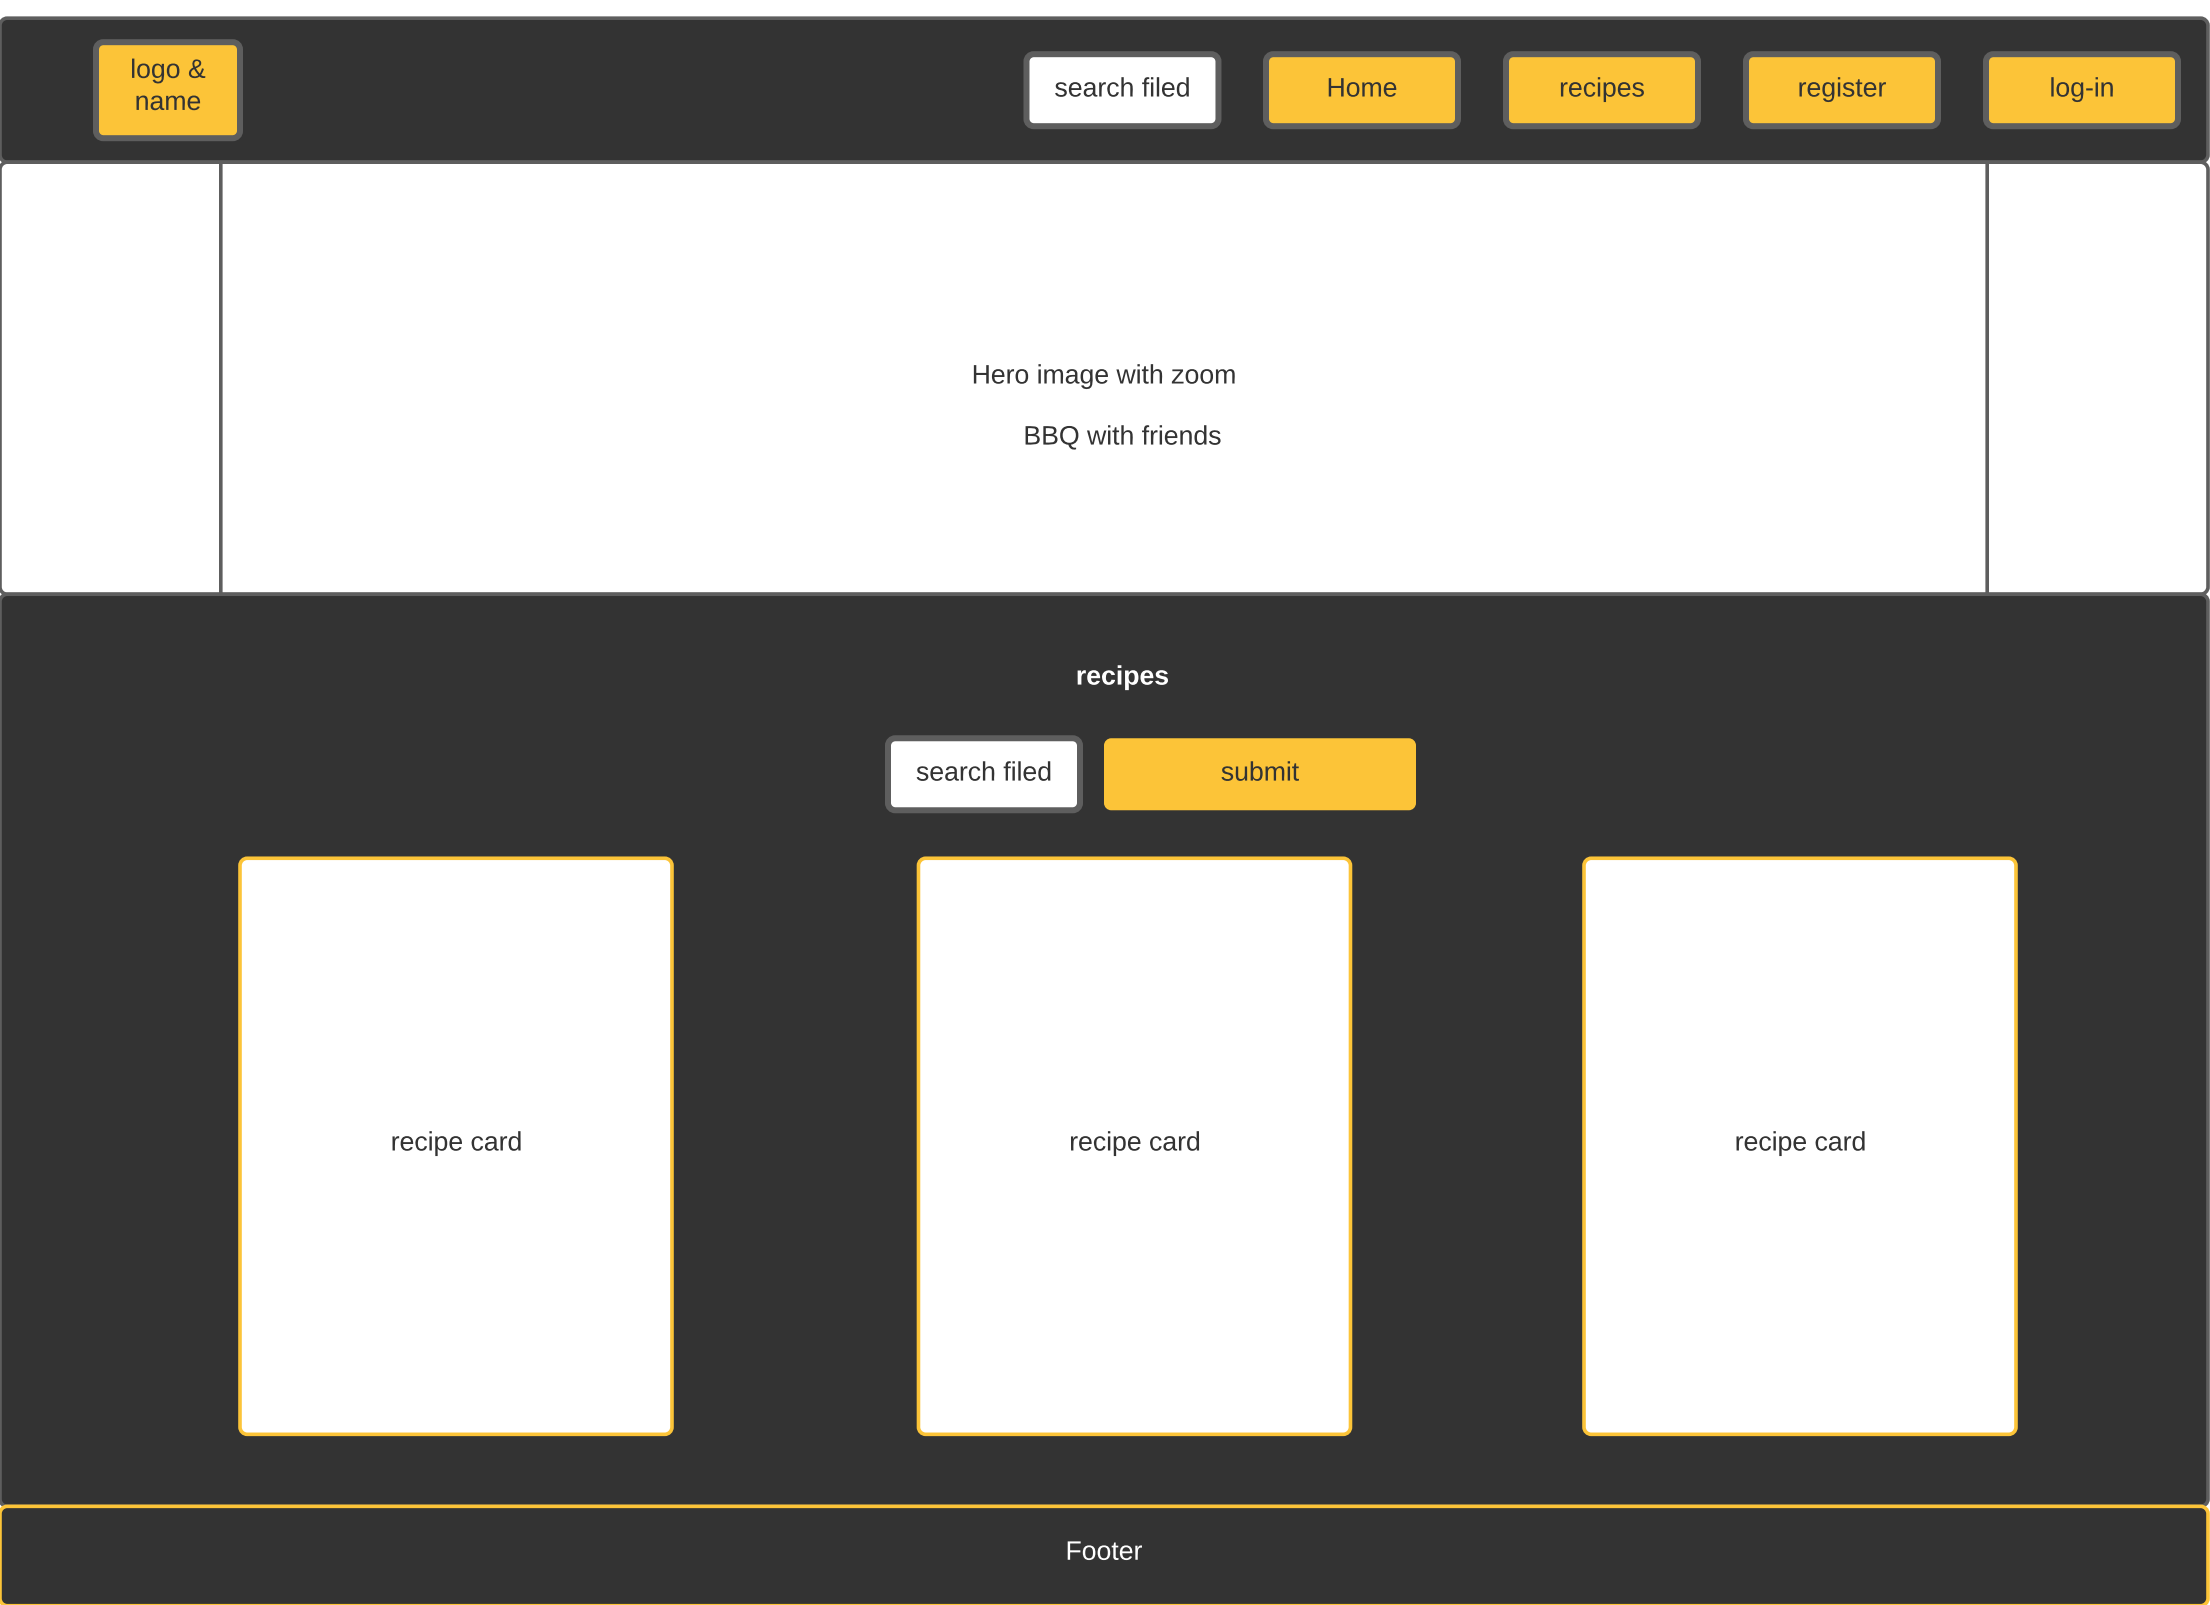 logo &
name
search filed
Home
recipes
register
log-in
Hero image with zoom
BBQ with friends
recipes
search filed
submit
recipe card
recipe card
recipe card
Footer